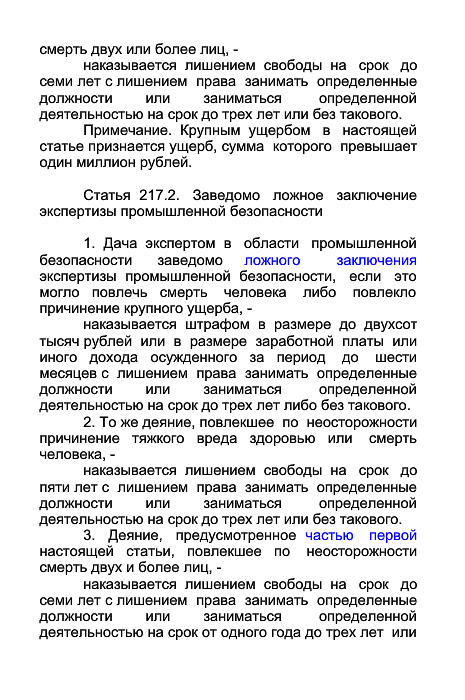 смерть двух или более лиц, -
наказывается лишением свободы на срок до
семи лет с лишением права занимать определенные
должности или заниматься определенной
деятельностью на срок до трех лет или без такового.
Примечание. Крупным ущербом в настоящей
статье признается ущерб, сумма которого превышает
один миллион рублей.
Статья 217.2. Заведомо ложное заключение
экспертизы промышленной безопасности
1. Дача экспертом в области промышленной
безопасности заведомо ложного заключения
экспертизы промышленной безопасности, если это
могло повлечь смерть человека либо повлекло
причинение крупного ущерба, -
наказывается штрафом в размере до двухсот
тысяч рублей или в размере заработной платы или
иного дохода осужденного за период до шести
месяцев с лишением права занимать определенные
должности или заниматься определенной
деятельностью на срок до трех лет либо без такового.
2. То же деяние, повлекшее по неосторожности
причинение тяжкого вреда здоровью или смерть
человека, -
наказывается лишением свободы на срок до
пяти лет с лишением права занимать определенные
должности или заниматься определенной
деятельностью на срок до трех лет или без такового.
3. Деяние, предусмотренное частью первой
настоящей статьи, повлекшее по неосторожности
смерть двух и более лиц, -
наказывается лишением свободы на срок до
семи лет с лишением права занимать определенные
должности или заниматься определенной
деятельностью на срок от одного года до трех лет или